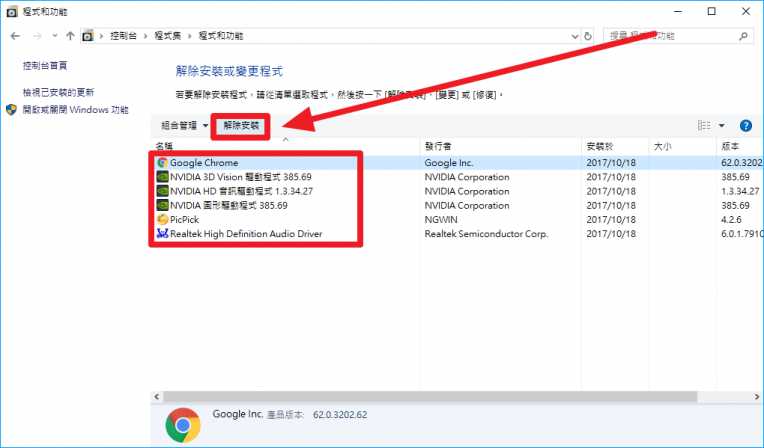 程式和功能
控制台 程式集 程式和功能
搜尋 程式和功能
控制台首頁
檢視已安裝的更新
開啟或關閉 Windows 功能
解除安裝或變更程式
若要解除安裝程式，請從清單選取程式，然後按一下 [解除安裝]、[變更] 或 [修復]。
組合管理 解除安裝
名稱 發行者 安裝於 大小 版本
Google Chrome Google Inc. 2017/10/18 62.0.3202
NVIDIA 3D Vision 驅動程式 385.69 NVIDIA Corporation 2017/10/18 385.69
NVIDIA HD 音訊驅動程式 1.3.34.27 NVIDIA Corporation 2017/10/18 1.3.34.27
NVIDIA 圖形驅動程式 385.69 NVIDIA Corporation 2017/10/18 385.69
PicPick NGWIN 2017/10/18 4.2.6
Realtek High Definition Audio Driver Realtek Semiconductor Corp. 2017/10/18 6.0.1.7910
Google Inc. 產品版本: 62.0.3202.62